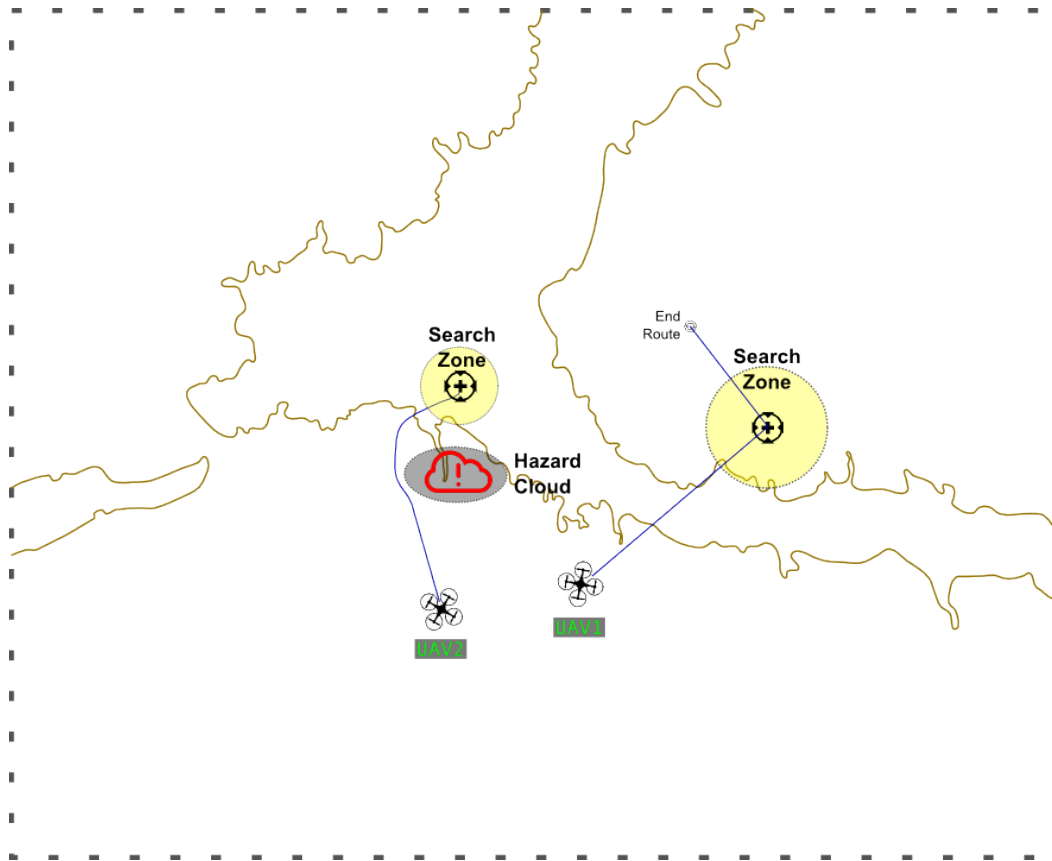 End
Route
Search
Zone
Search
Zone
Hazard
Cloud
!
UAV1
UAV2